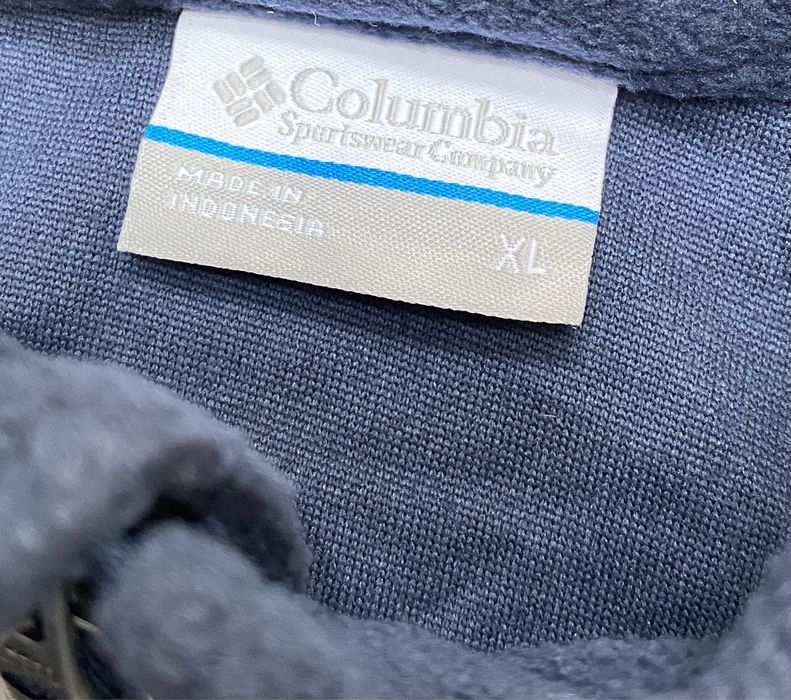 Columbia
Sportswear Company
MADE IN
INDONESIA
XL